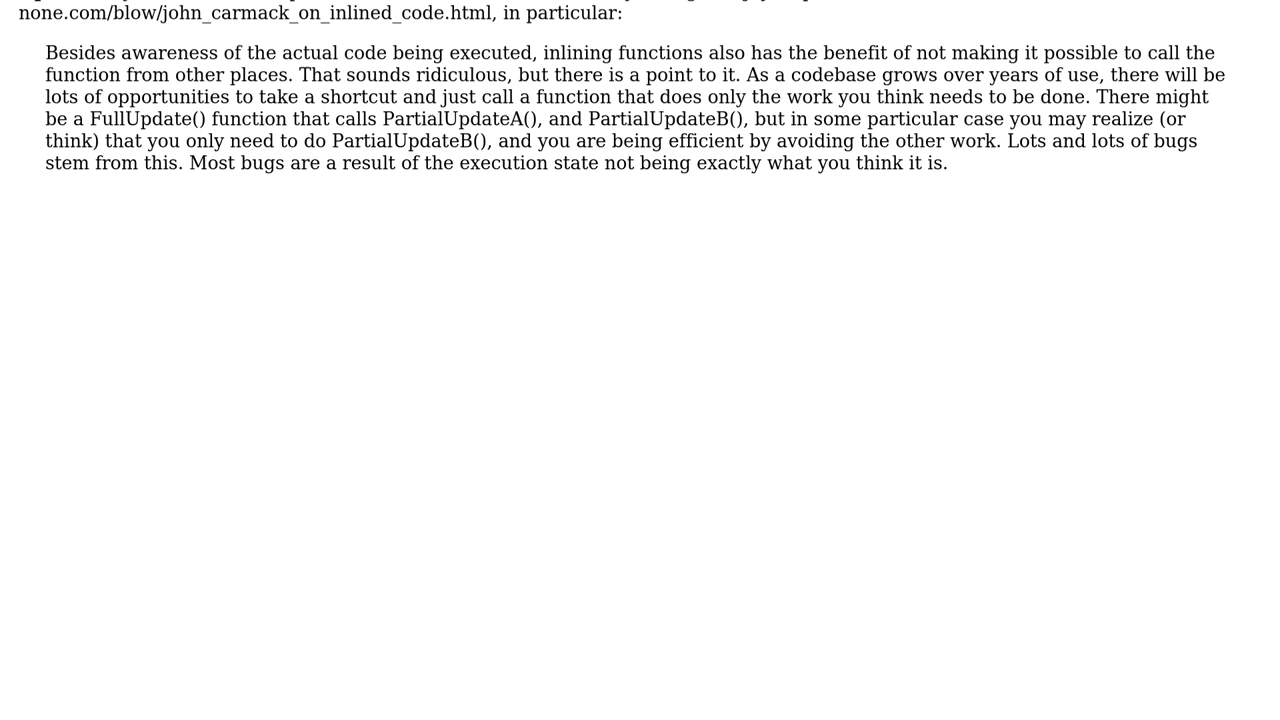 none.com/blow/john_carmack_on_inlined_code.html, in particular:
Besides awareness of the actual code being executed, inlining functions also has the benefit of not making it possible to call the
function from other places. That sounds ridiculous, but there is a point to it. As a codebase grows over years of use, there will be
lots of opportunities to take a shortcut and just call a function that does only the work you think needs to be done. There might
be a FullUpdate() function that calls PartialUpdateA(), and PartialUpdateB(), but in some particular case you may realize (or
think) that you only need to do PartialUpdateB(), and you are being efficient by avoiding the other work. Lots and lots of bugs
stem from this. Most bugs are a result of the execution state not being exactly what you think it is.